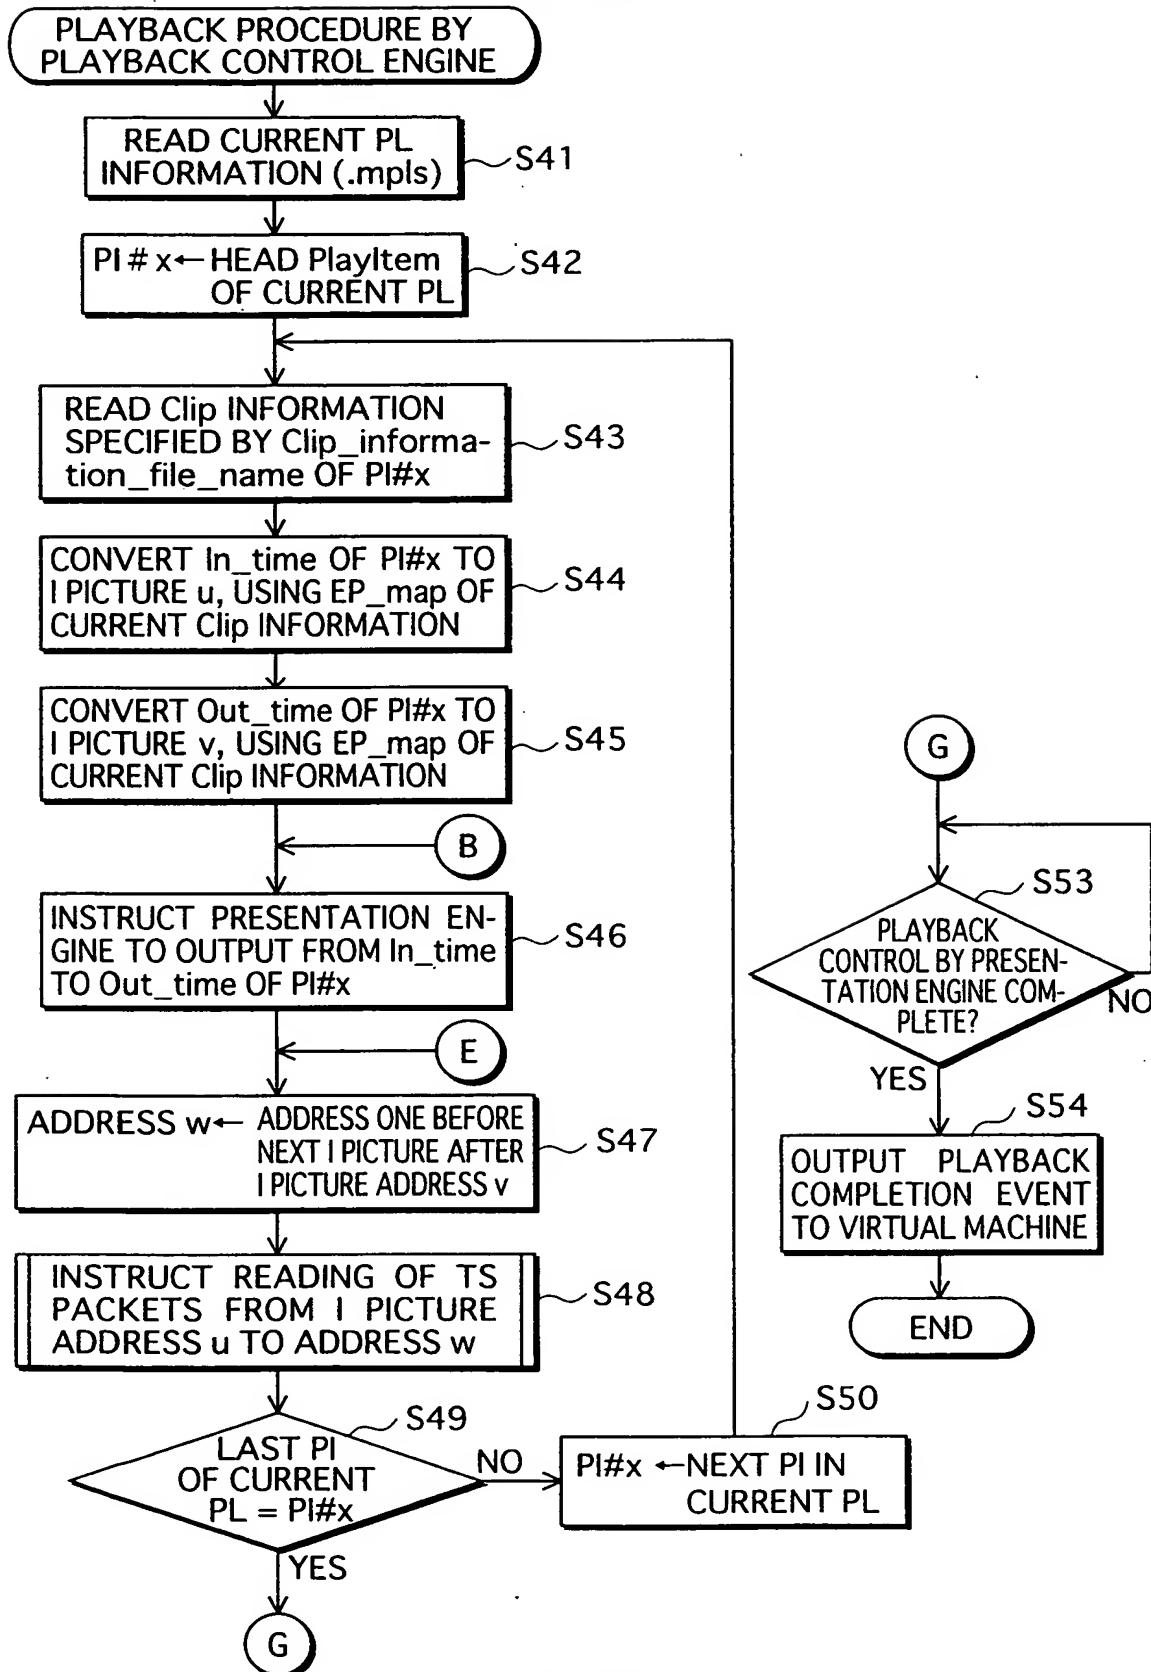 PLAYBACK PROCEDURE BY
PLAYBACK CONTROL ENGINE
READ CURRENT PL
INFORMATION (.mpls)
S41
PI # x←HEAD PlayItem
OF CURRENT PL
S42
READ Clip INFORMATION
SPECIFIED BY Clip_informa-
tion_file_name OF PI#x
S43
CONVERT In_time OF PI#x TO
I PICTURE u, USING EP_map OF
CURRENT Clip INFORMATION
S44
CONVERT Out_time OF PI#x TO
I PICTURE v, USING EP_map OF
CURRENT Clip INFORMATION
S45
B
INSTRUCT PRESENTATION EN-
GINE TO OUTPUT FROM In_time
TO Out_time OF PI#x
S46
E
ADDRESS w← ADDRESS ONE BEFORE
NEXT I PICTURE AFTER
I PICTURE ADDRESS v
S47
INSTRUCT READING OF TS
PACKETS FROM I PICTURE
ADDRESS u TO ADDRESS w
S48
LAST PI
OF CURRENT
PL = PI#x
S49
NO
YES
PI#x ←NEXT PI IN
CURRENT PL
S50
G
G
PLAYBACK
CONTROL BY PRESEN-
TATION ENGINE COM-
PLETE?
S53
NO
YES
OUTPUT PLAYBACK
COMPLETION EVENT
TO VIRTUAL MACHINE
S54
END